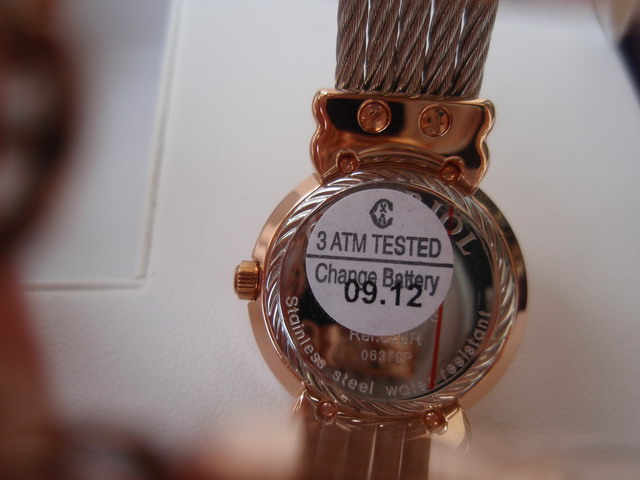 3 ATM TESTED
Change Battery
09.12
Stainless steel water resistant